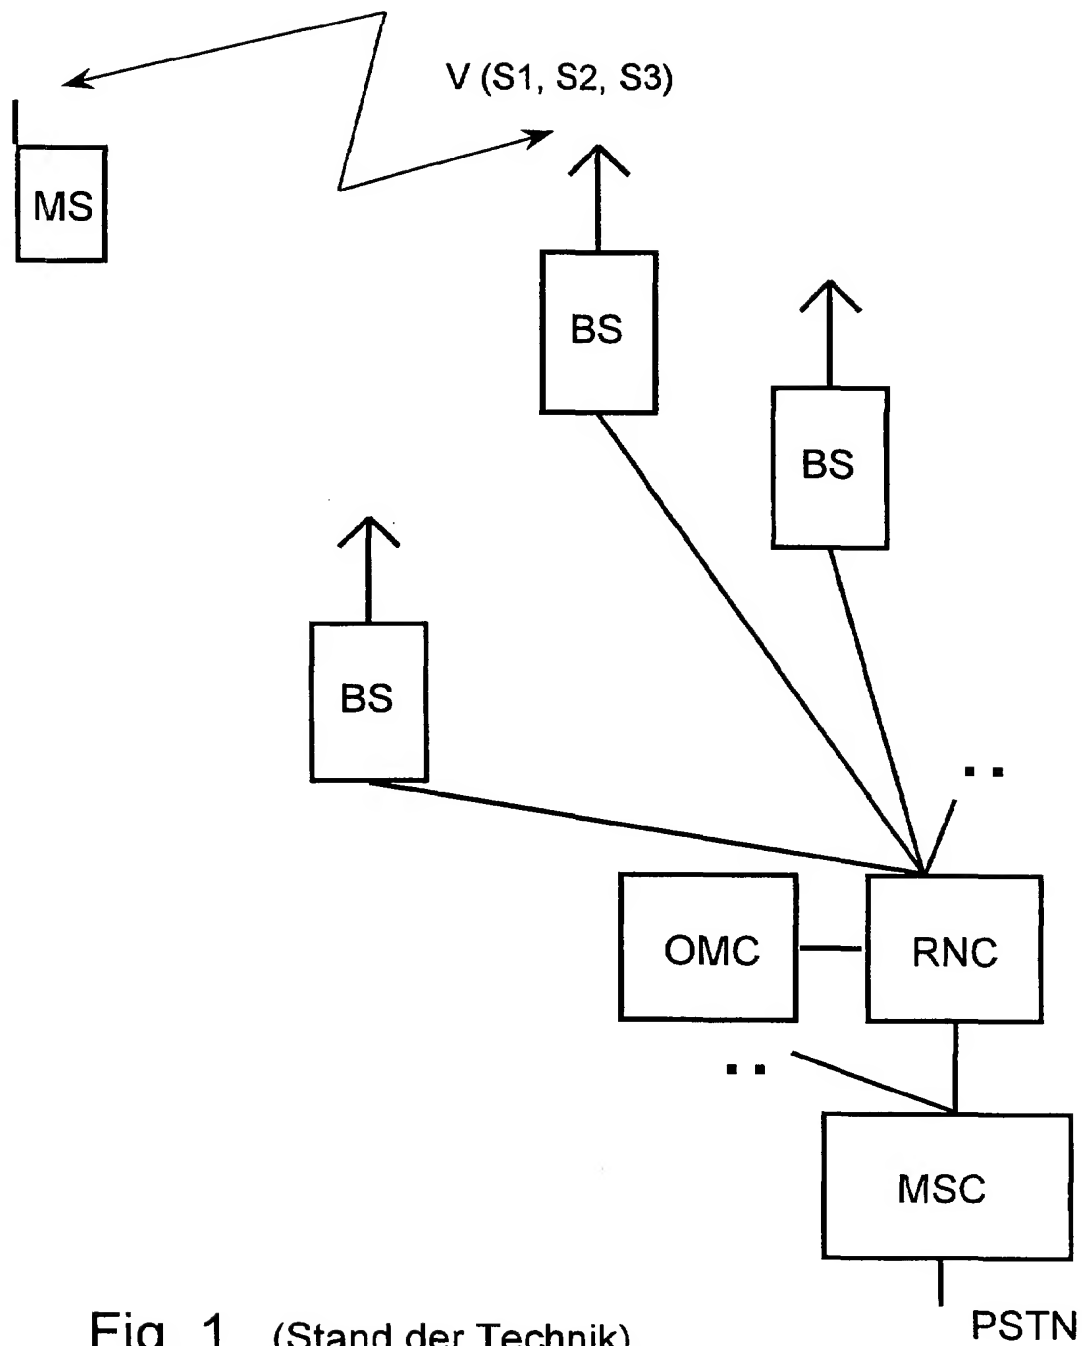 V (S1, S2, S3)
MS
BS
BS
BS
OMC
RNC
MSC
PSTN
Fig. 1 (Stand der Technik)